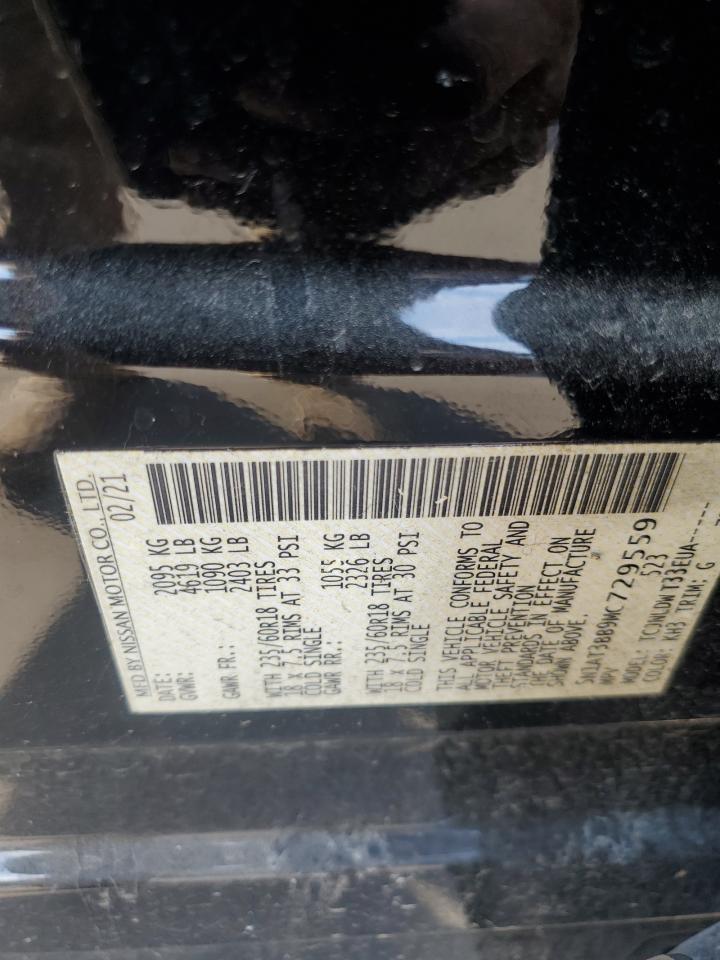 MFD BY NISSAN MOTOR CO., LTD.
DATE: 02/21
GVWR: 2095 KG
4619 LB
GAWR FR.: 1090 KG
2403 LB
WITH 235/60R18 TIRES
18 X 7.5 RIMS AT 33 PSI
COLD SINGLE
GAWR RR.: 1055 KG
2326 LB
WITH 235/60R18 TIRES
18 X 7.5 RIMS AT 30 PSI
COLD SINGLE
THIS VEHICLE CONFORMS TO
ALL APPLICABLE FEDERAL
MOTOR VEHICLE SAFETY AND
THEFT PREVENTION
STANDARDS IN EFFECT ON
THE DATE OF MANUFACTURE
SHOWN ABOVE.
729559
MPV 523
MODEL:
COLOR: KH3 TRIM: G